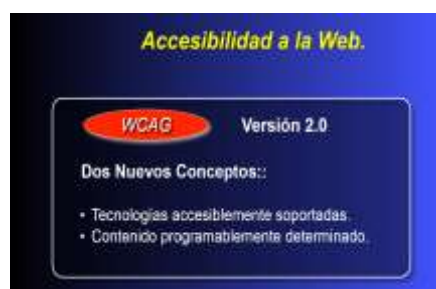 Accesibilidad a la Web.
WCAG Versión 2.0
Dos Nuevos Conceptos::
• Tecnologías accesiblemente soportadas.
• Contenido programablemente determinado.